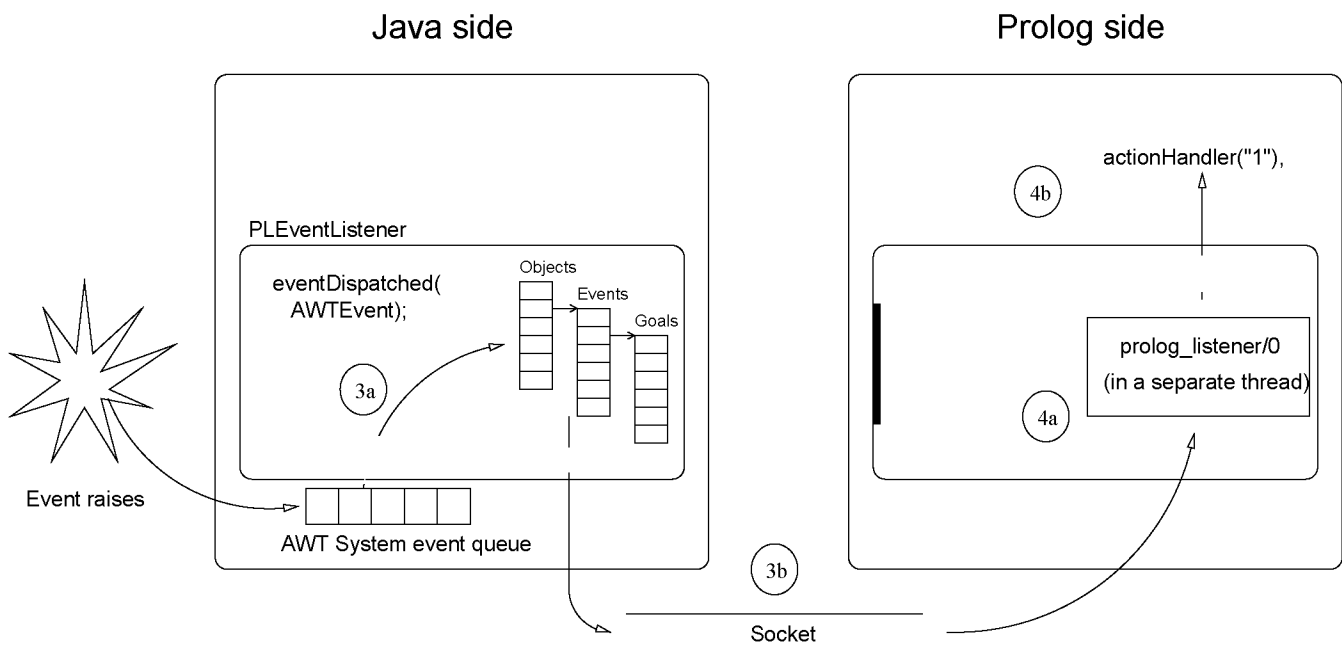 Java side
Prolog side
actionHandler("1"),
4b
PLEventListener
Objects
eventDispatched(
AWTEvent);
Events
Goals
prolog_listener/0
(in a separate thread)
3a
4a
Event raises
AWT System event queue
3b
Socket